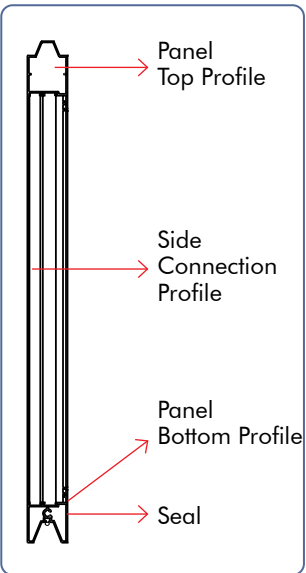 Panel
Top Profile
Side
Connection
Profile
Panel
Bottom Profile
Seal